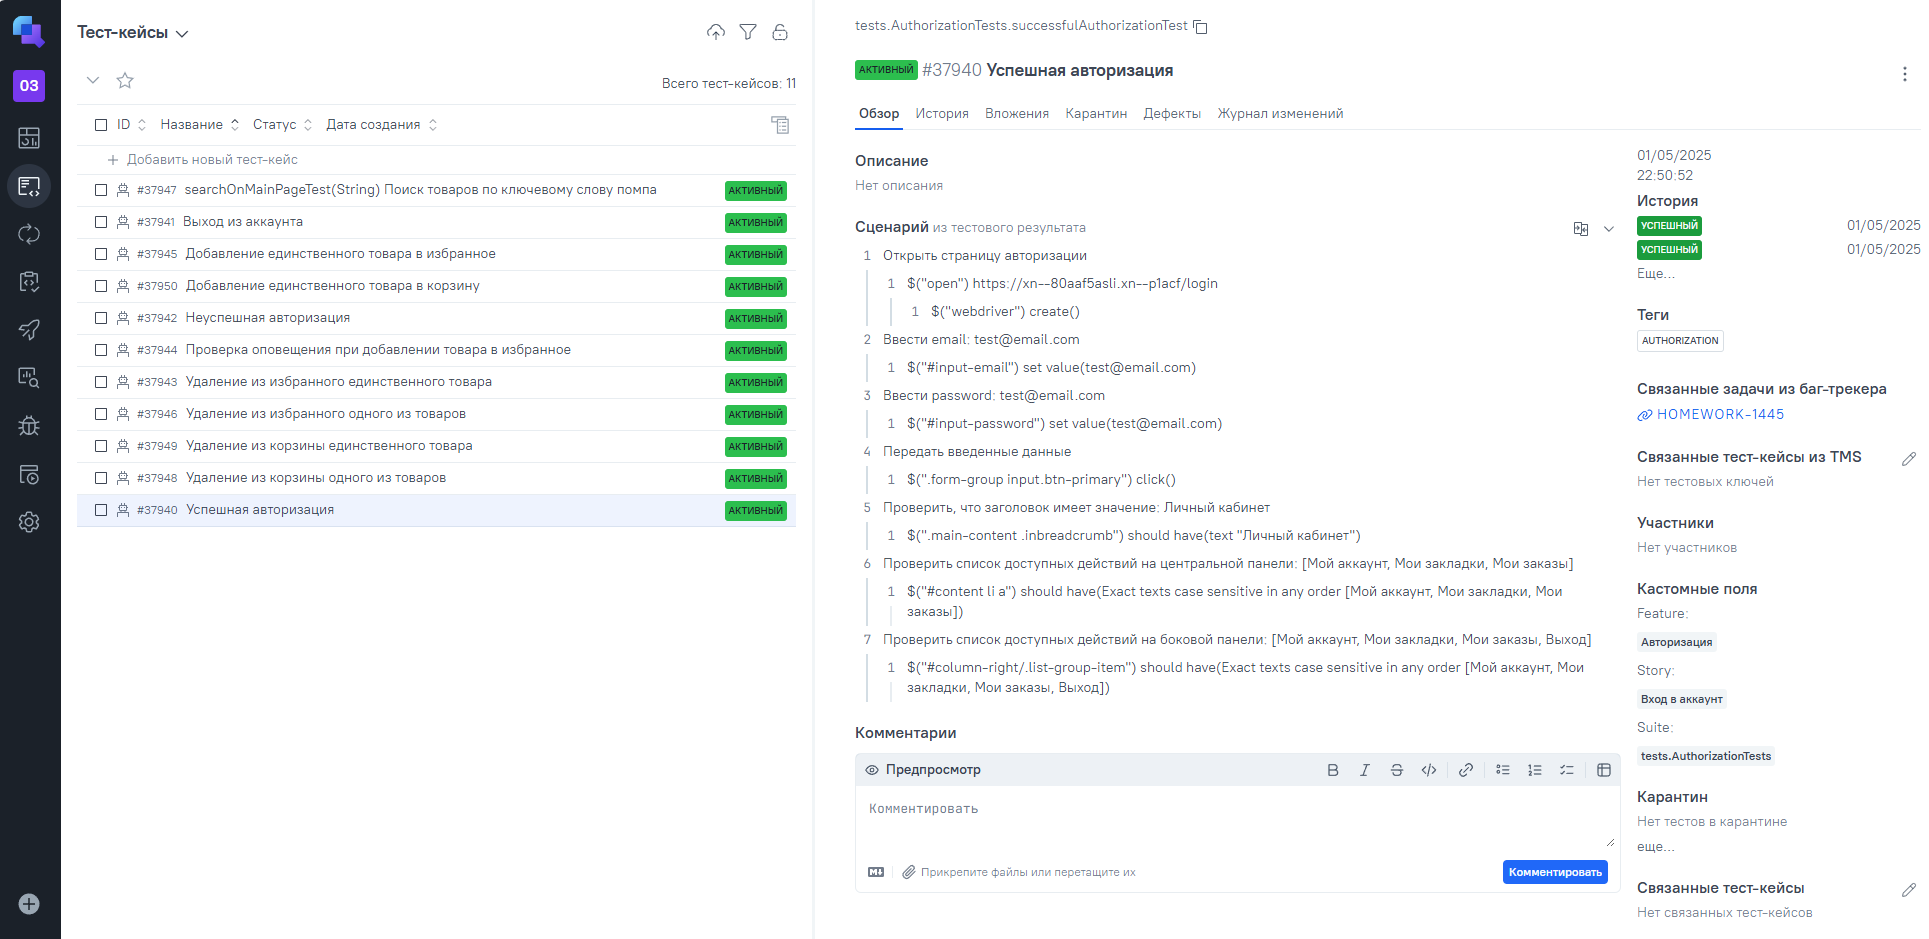 03
Тест-кейсы
Всего тест-кейсов: 11
ID Название Статус Дата создания
Добавить новый тест-кейс
#37947 searchOnMainPageTest(String) Поиск товаров по ключевому слову помпа АКТИВНЫЙ
#37941 Выход из аккаунта АКТИВНЫЙ
#37945 Добавление единственного товара в избранное АКТИВНЫЙ
#37950 Добавление единственного товара в корзину АКТИВНЫЙ
#37942 Неуспешная авторизация АКТИВНЫЙ
#37944 Проверка оповещения при добавлении товара в избранное АКТИВНЫЙ
#37943 Удаление из избранного единственного товара АКТИВНЫЙ
#37946 Удаление из избранного одного из товаров АКТИВНЫЙ
#37949 Удаление из корзины единственного товара АКТИВНЫЙ
#37948 Удаление из корзины одного из товаров АКТИВНЫЙ
#37940 Успешная авторизация АКТИВНЫЙ
tests.AuthorizationTests.successfulAuthorizationTest
АКТИВНЫЙ #37940 Успешная авторизация
Обзор История Вложения Карантин Дефекты Журнал изменений
Описание
Нет описания
Сценарий из тестового результата
1 Открыть страницу авторизации
1 $("open") https://xn--80aaf5asli.xn--p1acf/login
1 $("webdriver") create()
2 Ввести email: test@email.com
1 $("#input-email") set value(test@email.com)
3 Ввести password: test@email.com
1 $("#input-password") set value(test@email.com)
4 Передать введенные данные
1 $(".form-group input.btn-primary") click()
5 Проверить, что заголовок имеет значение: Личный кабинет
1 $(".main-content .inbreadcrumb") should have(text "Личный кабинет")
6 Проверить список доступных действий на центральной панели: [Мой аккаунт, Мои закладки, Мои заказы]
1 $("#content li a") should have(Exact texts case sensitive in any order [Мой аккаунт, Мои закладки, Мои
заказы])
7 Проверить список доступных действий на боковой панели: [Мой аккаунт, Мои закладки, Мои заказы, Выход]
1 $("#column-right/.list-group-item") should have(Exact texts case sensitive in any order [Мой аккаунт, Мои
закладки, Мои заказы, Выход])
Комментарии
Предпросмотр
Комментировать
Прикрепите файлы или перетащите их
Комментировать
01/05/2025
22:50:52
История
УСПЕШНЫЙ 01/05/2025
УСПЕШНЫЙ 01/05/2025
Еще...
Теги
AUTHORIZATION
Связанные задачи из баг-трекера
HOMEWORK-1445
Связанные тест-кейсы из TMS
Нет тестовых ключей
Участники
Нет участников
Кастомные поля
Feature:
Авторизация
Story:
Вход в аккаунт
Suite:
tests.AuthorizationTests
Карантин
Нет тестов в карантине
еще...
Связанные тест-кейсы
Нет связанных тест-кейсов